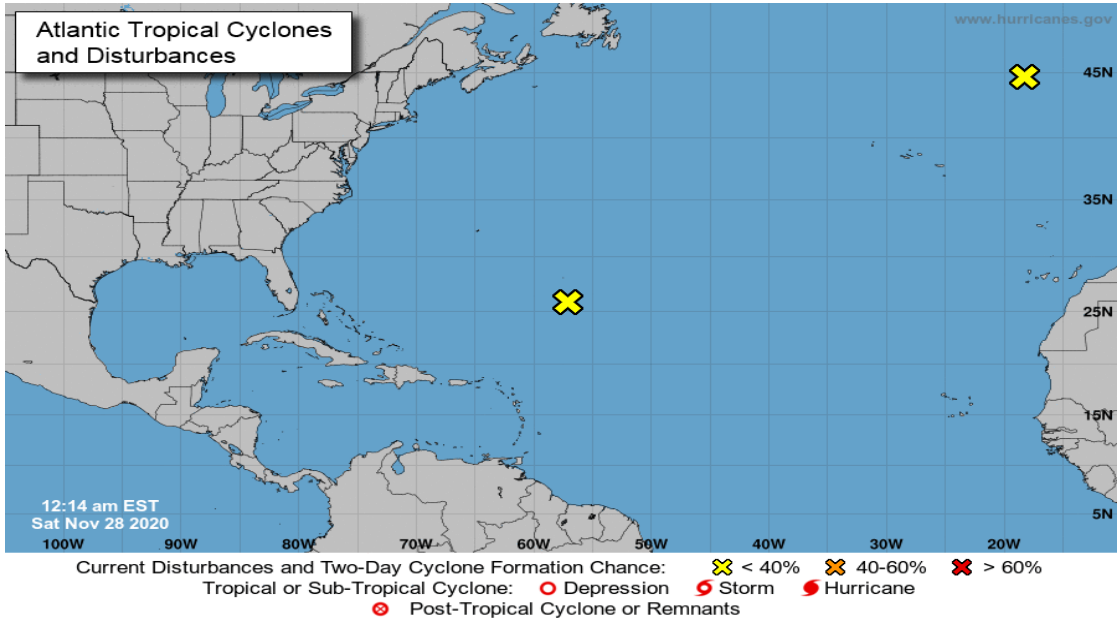 Atlantic Tropical Cyclones
and Disturbances
www.hurricanes.gov
45N
35N
25N
15N
5N
12:14 am EST
Sat Nov 28 2020
100W 90W 80W 70W 60W 50W 40W 30W 20W
Current Disturbances and Two-Day Cyclone Formation Chance: < 40% 40-60% > 60%
Tropical or Sub-Tropical Cyclone: Depression Storm Hurricane
Post-Tropical Cyclone or Remnants